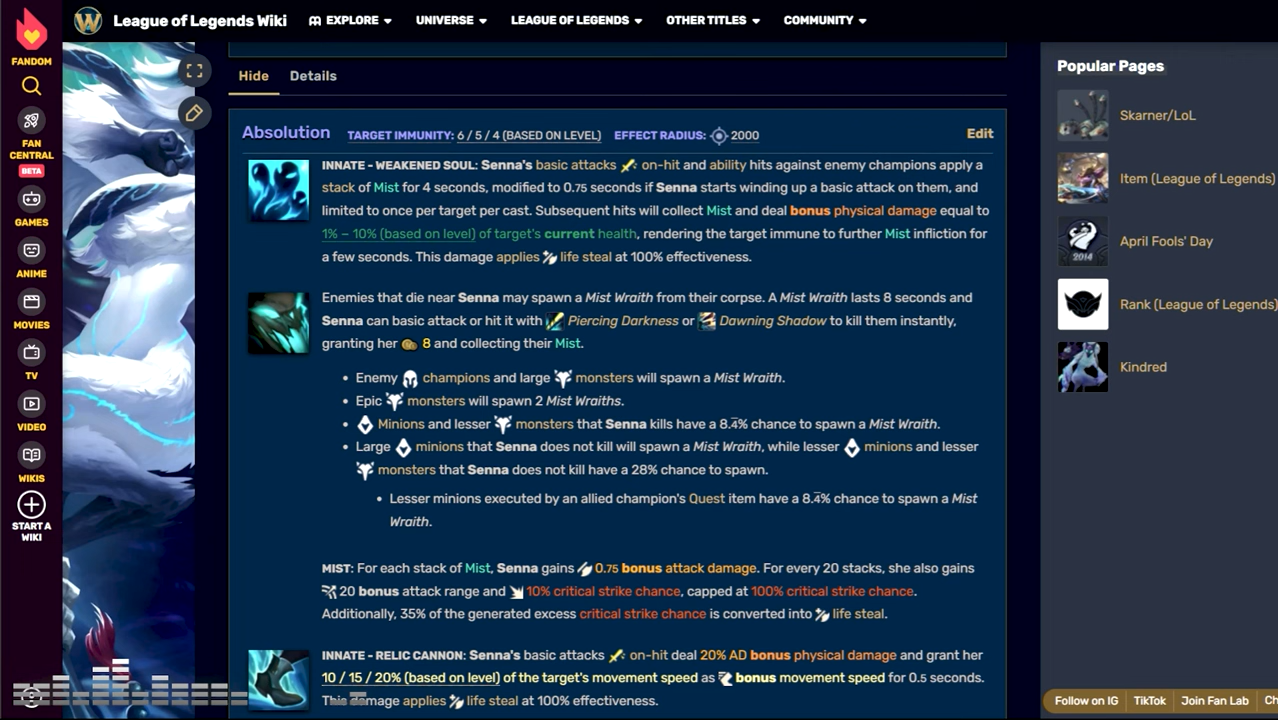 League of Legends Wiki
EXPLORE
UNIVERSE
LEAGUE OF LEGENDS
OTHER TITLES
COMMUNITY
FANDOM
FAN
CENTRAL
BETA
GAMES
ANIME
MOVIES
TV
VIDEO
WIKIS
START A
WIKI
Hide Details
Absolution TARGET IMMUNITY: 6 / 5 / 4 (BASED ON LEVEL) EFFECT RADIUS: 2000 Edit
INNATE - WEAKENED SOUL: Senna's basic attacks on-hit and ability hits against enemy champions apply a
stack of Mist for 4 seconds, modified to 0.75 seconds if Senna starts winding up a basic attack on them, and
limited to once per target per cast. Subsequent hits will collect Mist and deal bonus physical damage equal to
1% – 10% (based on level) of target's current health, rendering the target immune to further Mist infliction for
a few seconds. This damage applies life steal at 100% effectiveness.
Enemies that die near Senna may spawn a Mist Wraith from their corpse. A Mist Wraith lasts 8 seconds and
Senna can basic attack or hit it with Piercing Darkness or Dawning Shadow to kill them instantly,
granting her 8 and collecting their Mist.
• Enemy champions and large monsters will spawn a Mist Wraith.
• Epic monsters will spawn 2 Mist Wraiths.
• Minions and lesser monsters that Senna kills have a 8.4̅% chance to spawn a Mist Wraith.
• Large minions that Senna does not kill will spawn a Mist Wraith, while lesser minions and lesser
monsters that Senna does not kill have a 28% chance to spawn.
• Lesser minions executed by an allied champion's Quest item have a 8.4̅% chance to spawn a Mist
Wraith.
MIST: For each stack of Mist, Senna gains 0.75 bonus attack damage. For every 20 stacks, she also gains
20 bonus attack range and 10% critical strike chance, capped at 100% critical strike chance.
Additionally, 35% of the generated excess critical strike chance is converted into life steal.
INNATE - RELIC CANNON: Senna's basic attacks on-hit deal 20% AD bonus physical damage and grant her
10 / 15 / 20% (based on level) of the target's movement speed as bonus movement speed for 0.5 seconds.
This damage applies life steal at 100% effectiveness.
Popular Pages
Skarner/LoL
Item (League of Legends)
April Fools' Day
2014
Rank (League of Legends)
Kindred
Follow on IG TikTok Join Fan Lab